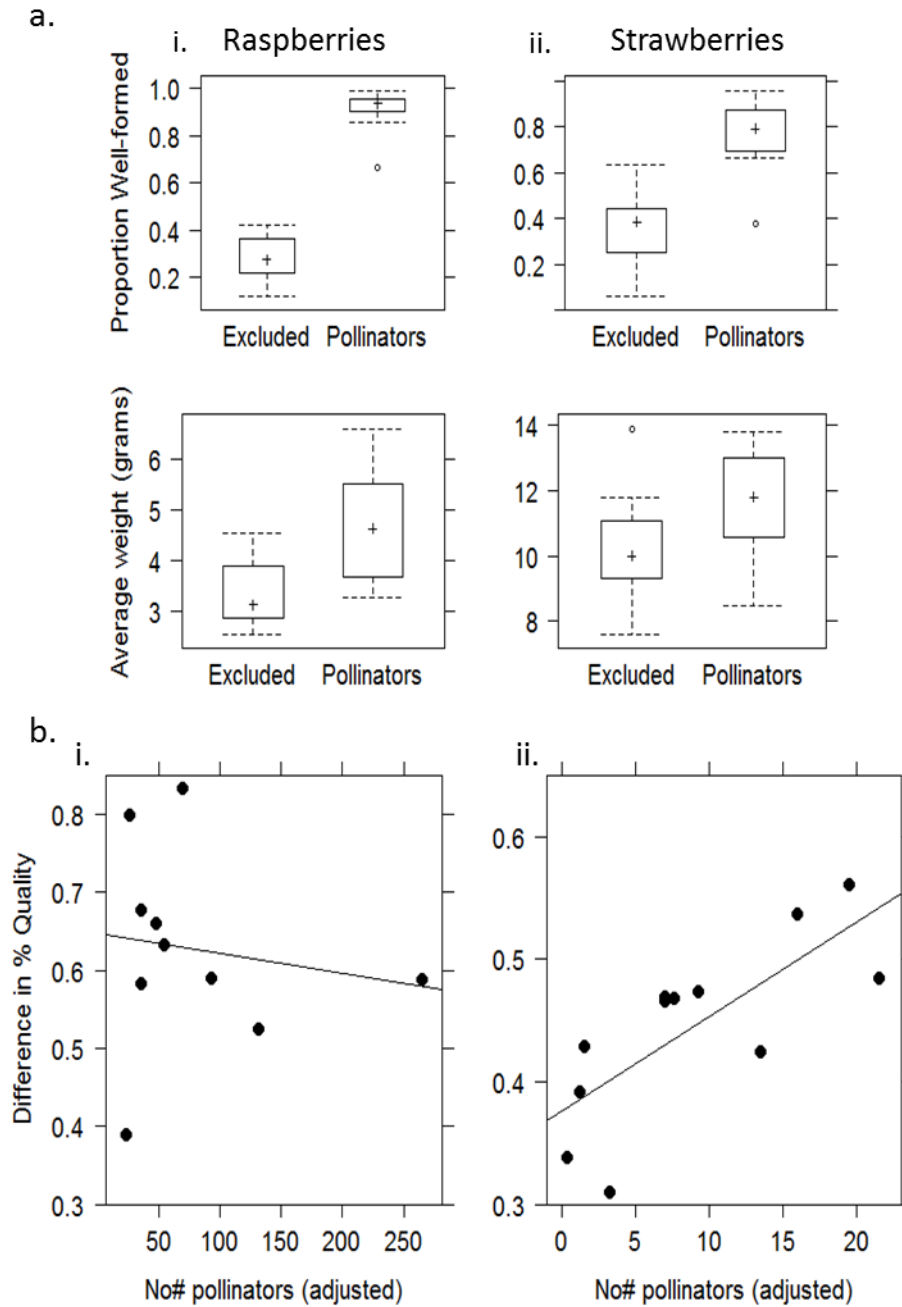 a.
i. Raspberries
ii. Strawberries
Proportion Well-formed
1.0
0.8
0.6
0.4
0.2
Excluded Pollinators
0.8
0.6
0.4
0.2
Excluded Pollinators
Average weight (grams)
6
5
4
3
Excluded Pollinators
14
12
10
8
Excluded Pollinators
b.
i.
Difference in % Quality
0.8
0.7
0.6
0.5
0.4
0.3
50 100 150 200 250
No# pollinators (adjusted)
ii.
0.6
0.5
0.4
0.3
0 5 10 15 20
No# pollinators (adjusted)